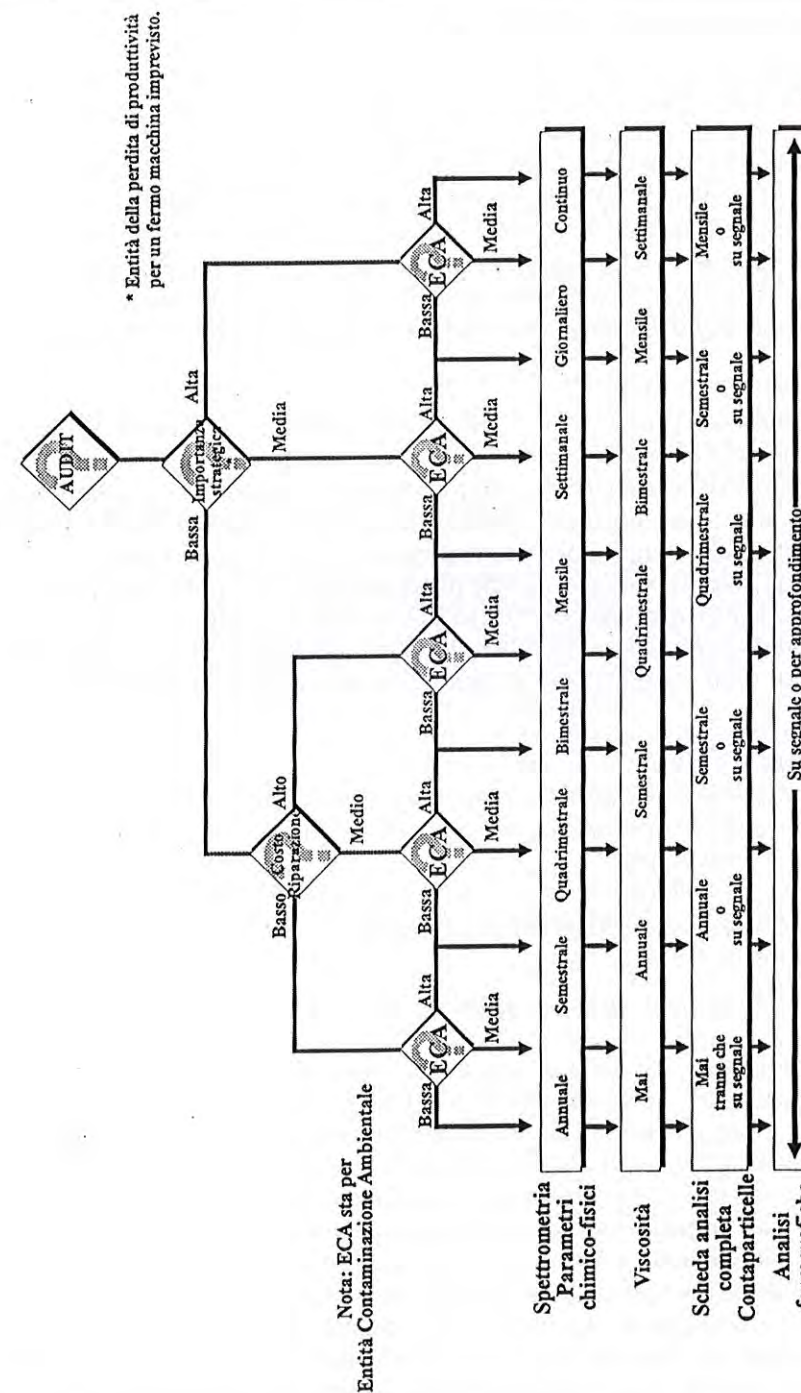 * Entità della perdita di produttività
per un fermo macchina imprevisto.
AUDIT
Bassa
Importanza
strategica
*
Alta
Media
Basso
Costo
Riparazione
Alto
Medio
Nota: ECA sta per
Entità Contaminazione Ambientale
Bassa
ECA
Alta
Media
Bassa
ECA
Alta
Media
Bassa
ECA
Alta
Media
Bassa
ECA
Alta
Media
Bassa
ECA
Alta
Media
Spettrometria
Parametri
chimico-fisici
Annuale Semestrale Quadrimestrale Bimestrale Mensile Settimanale Giornaliero Continuo
Viscosità
Mai Annuale Semestrale Quadrimestrale Bimestrale Mensile Settimanale
Scheda analisi
completa
Contaparticelle
Mai
tranne che
su segnale
Annuale
o
su segnale
Semestrale
o
su segnale
Quadrimestrale
o
su segnale
Semestrale
o
su segnale
Mensile
o
su segnale
Analisi
Su segnale o per approfondimento